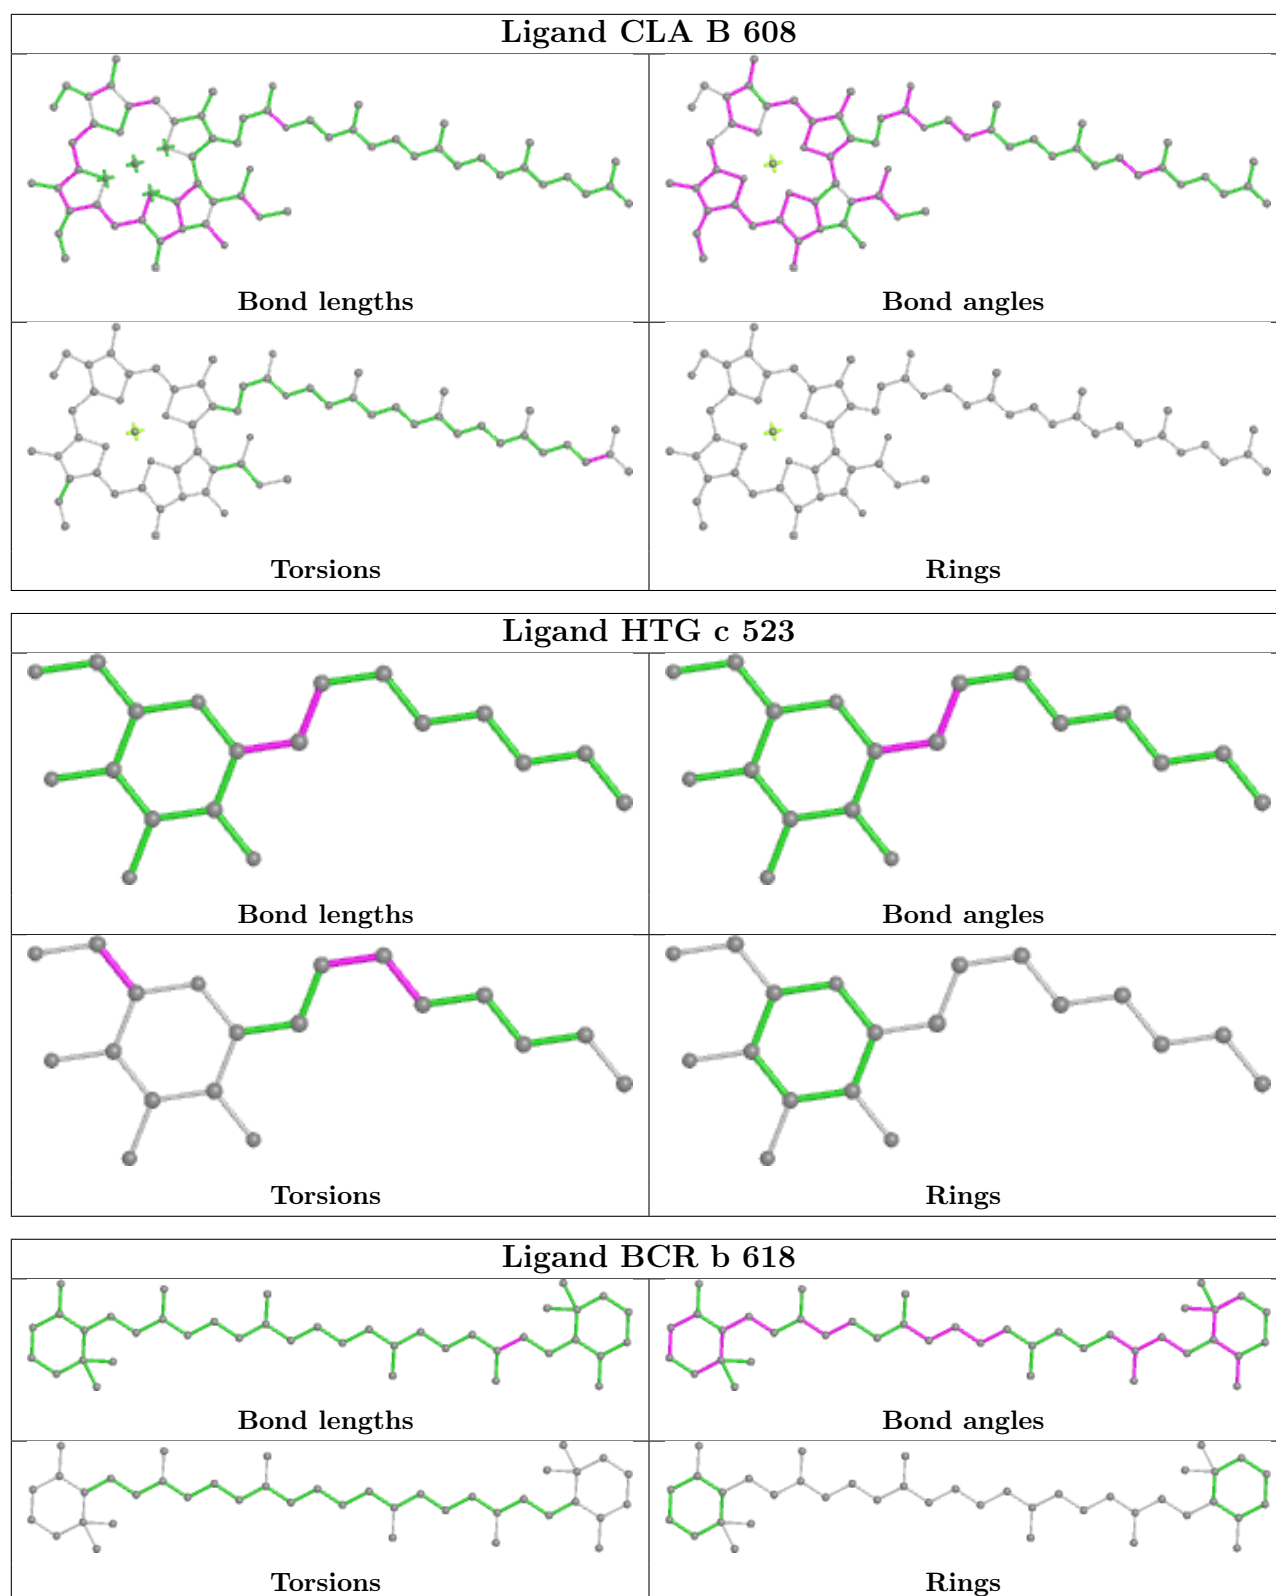 Ligand CLA B 608
Bond lengths
Bond angles
Torsions
Rings
Ligand HTG c 523
Bond lengths
Bond angles
Torsions
Rings
Ligand BCR b 618
Bond lengths
Bond angles
Torsions
Rings